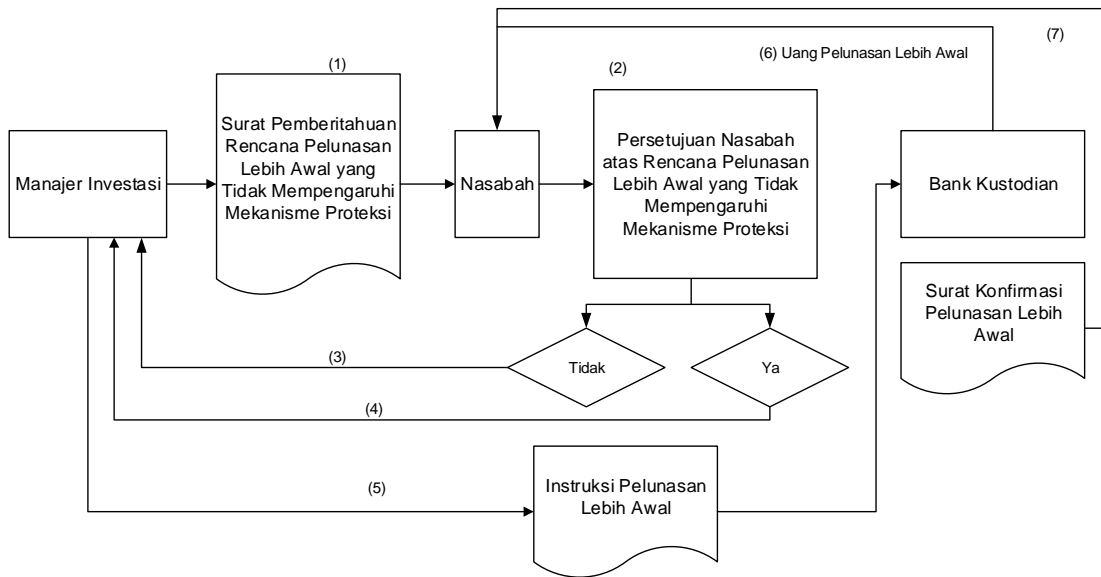 (7)
(6) Uang Pelunasan Lebih Awal
(1)
(2)
Surat Pemberitahuan
Rencana Pelunasan
Lebih Awal yang
Tidak Mempengaruhi
Mekanisme Proteksi
Manajer Investasi
Nasabah
Persetujuan Nasabah
atas Rencana Pelunasan
Lebih Awal yang Tidak
Mempengaruhi
Mekanisme Proteksi
Bank Kustodian
Surat Konfirmasi
Pelunasan Lebih
Awal
(3)
Tidak
Ya
(4)
(5)
Instruksi Pelunasan
Lebih Awal